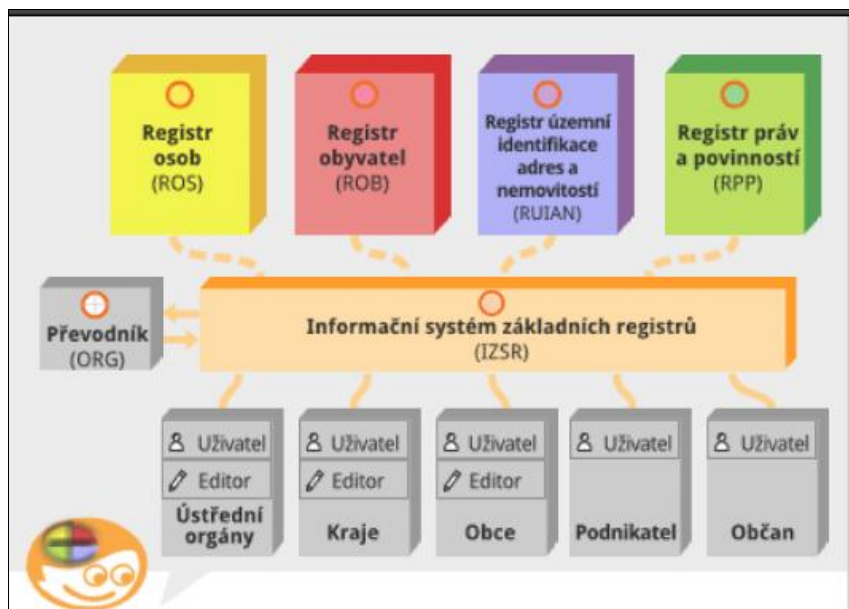 Registr
osob
(ROS)
Registr
obyvatel
(ROB)
Registr územní
identifikace
adres a
nemovitostí
(RUIAN)
Registr práv
a povinností
(RPP)
Převodník
(ORG)
Informační systém základních registrů
(IZSR)
Uživatel
Editor
Ústřední
orgány
Uživatel
Editor
Kraje
Uživatel
Editor
Obce
Uživatel
Podnikatel
Uživatel
Občan